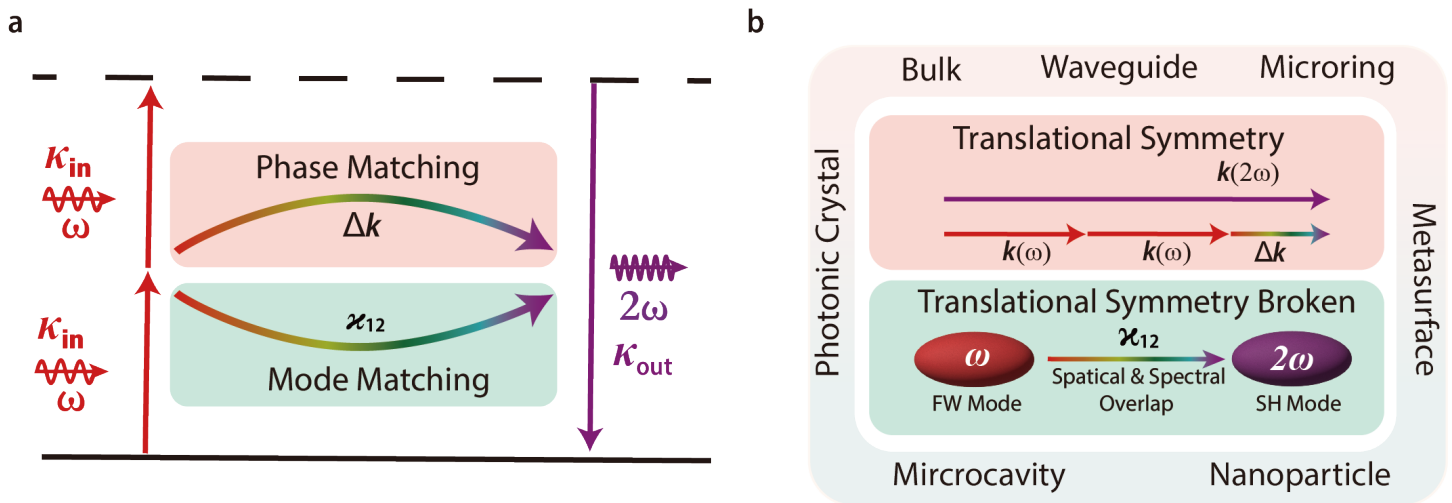 a
κin
ω
κin
ω
Phase Matching
Δk
ϰ12
Mode Matching
2ω
κout
b
Bulk
Waveguide
Microring
Photonic Crystal
Metasurface
Translational Symmetry
k(2ω)
k(ω)
k(ω)
Δk
Translational Symmetry Broken
ω
ϰ12
2ω
Spatical & Spectral
Overlap
FW Mode
SH Mode
Mircrocavity
Nanoparticle